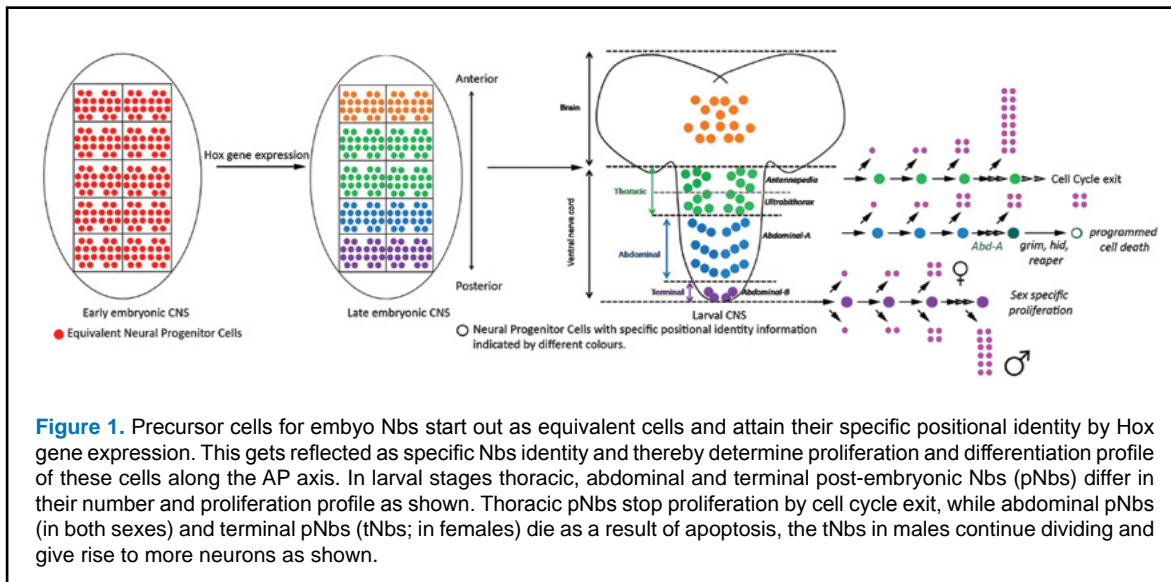 Early embryonic CNS
Equivalent Neural Progenitor Cells
Hox gene expression
Late embryonic CNS
Anterior
Posterior
Brain
Ventral nerve cord
Thoracic
Abdominal
Terminal
Antennapedia
Ultrabithorax
Abdominal-A
Abdominal-B
Larval CNS
Neural Progenitor Cells with specific positional identity information
indicated by different colours.
Cell Cycle exit
Abd-A
grim, hid,
reaper
programmed
cell death
♀
Sex specific
proliferation
♂
Figure 1. Precursor cells for embyo Nbs start out as equivalent cells and attain their specific positional identity by Hox
gene expression. This gets reflected as specific Nbs identity and thereby determine proliferation and differentiation profile
of these cells along the AP axis. In larval stages thoracic, abdominal and terminal post-embryonic Nbs (pNbs) differ in
their number and proliferation profile as shown. Thoracic pNbs stop proliferation by cell cycle exit, while abdominal pNbs
(in both sexes) and terminal pNbs (tNbs; in females) die as a result of apoptosis, the tNbs in males continue dividing and
give rise to more neurons as shown.